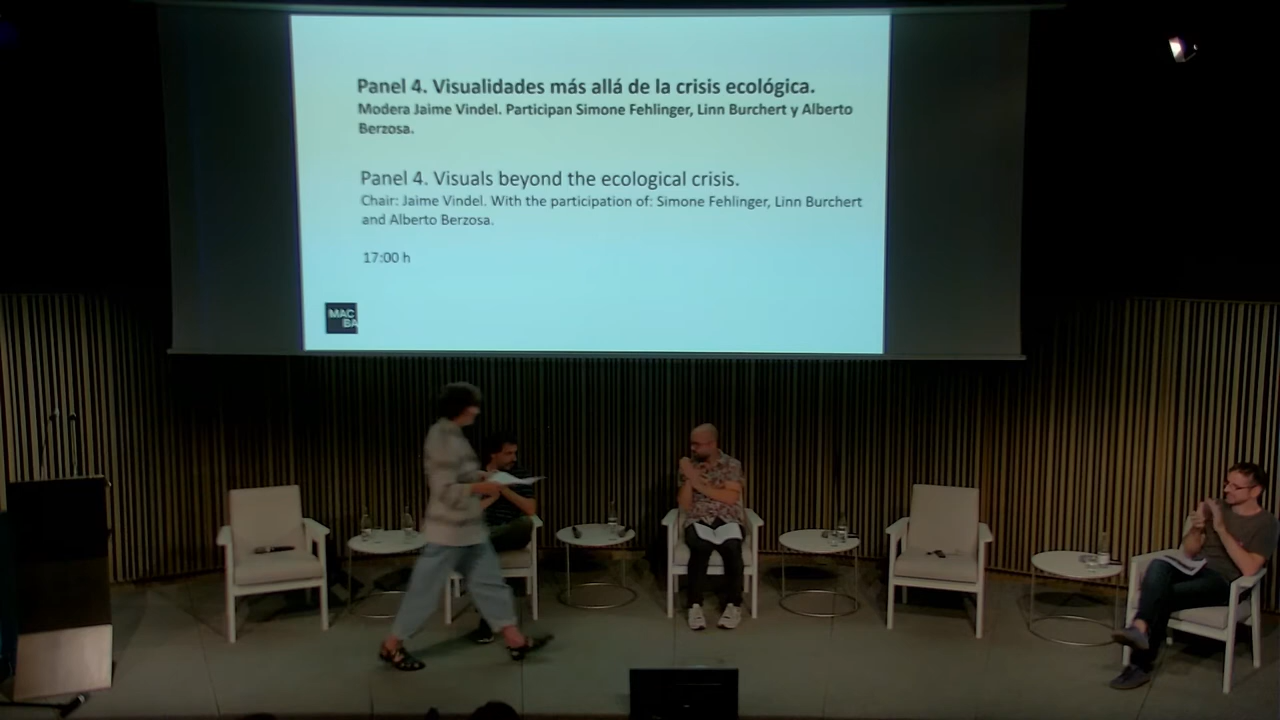 Panel 4. Visualidades más allá de la crisis ecológica.
Modera Jaime Vindel. Participan Simone Fehlinger, Linn Burchert y Alberto
Berzosa.
Panel 4. Visuals beyond the ecological crisis.
Chair: Jaime Vindel. With the participation of: Simone Fehlinger, Linn Burchert
and Alberto Berzosa.
17:00 h
MAC
BA